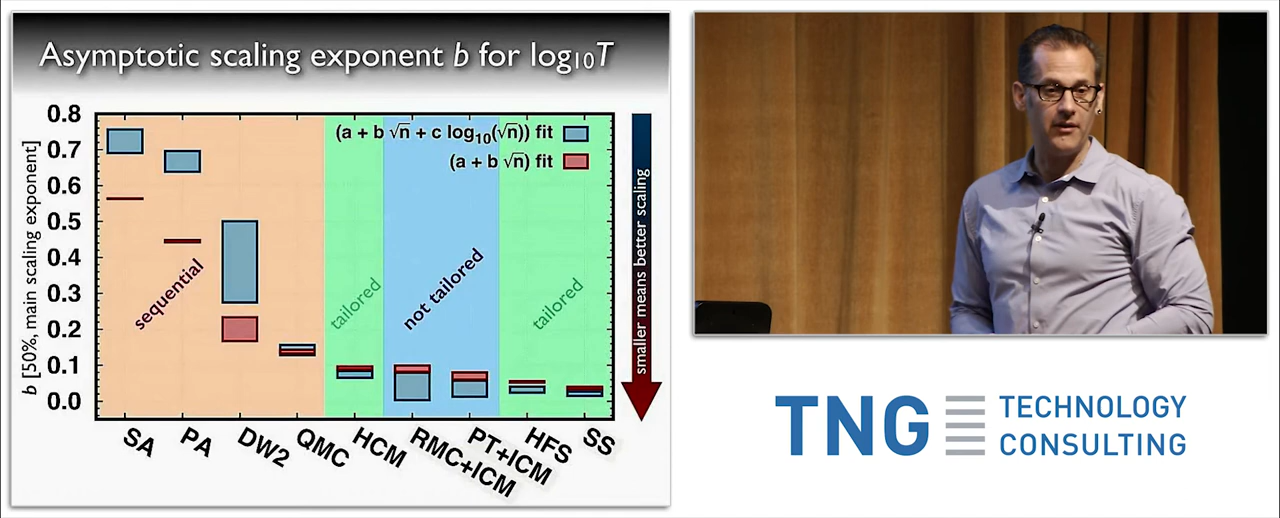 Asymptotic scaling exponent b for log₁₀T
0.8
0.7
0.6
0.5
0.4
0.3
0.2
0.1
0.0
b [50%, main scaling exponent]
(a + b √n + c log₁₀(√n)) fit
(a + b √n) fit
sequential
tailored
not tailored
tailored
SA
PA
DW2
QMC
HCM
RMC+ICM
PT+ICM
HFS
SS
smaller means better scaling
TNG TECHNOLOGY
CONSULTING